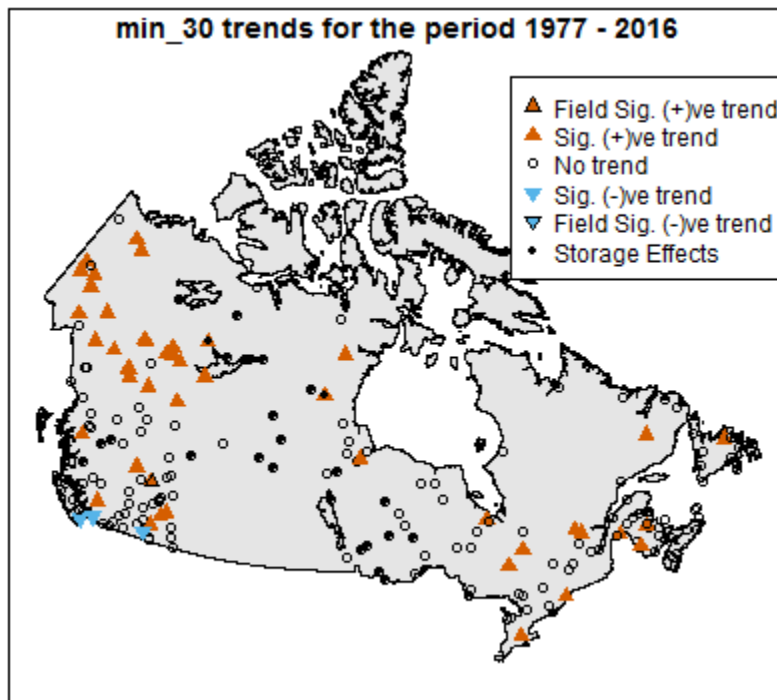 min_30 trends for the period 1977 - 2016
Field Sig. (+)ve trend
Sig. (+)ve trend
No trend
Sig. (-)ve trend
Field Sig. (-)ve trend
Storage Effects